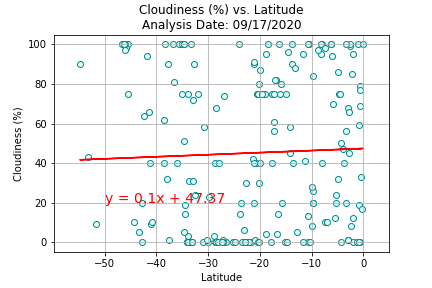 Cloudiness (%) vs. Latitude
Analysis Date: 09/17/2020
Cloudiness (%)
100
80
60
40
20
0
y = 0.1x + 47.37
−50
−40
−30
−20
−10
0
Latitude